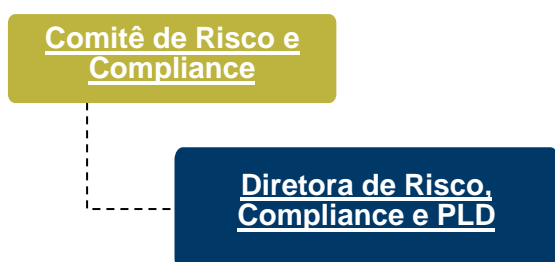 Comitê de Risco e
Compliance
Diretora de Risco,
Compliance e PLD